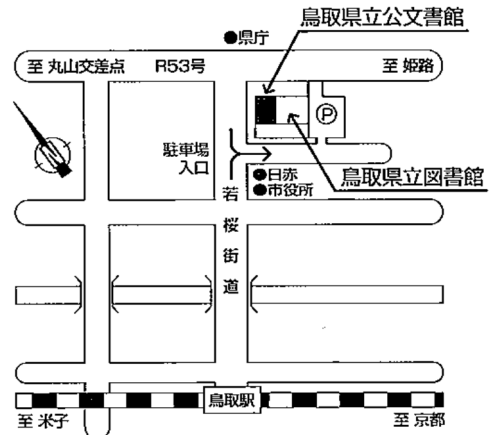 鳥取県立公文書館
●県庁
至 丸山交差点
R53号
至 姫路
P
駐車場
入口
鳥取県立図書館
●日赤
●市役所
若桜街道
鳥取駅
至 米子
至 京都